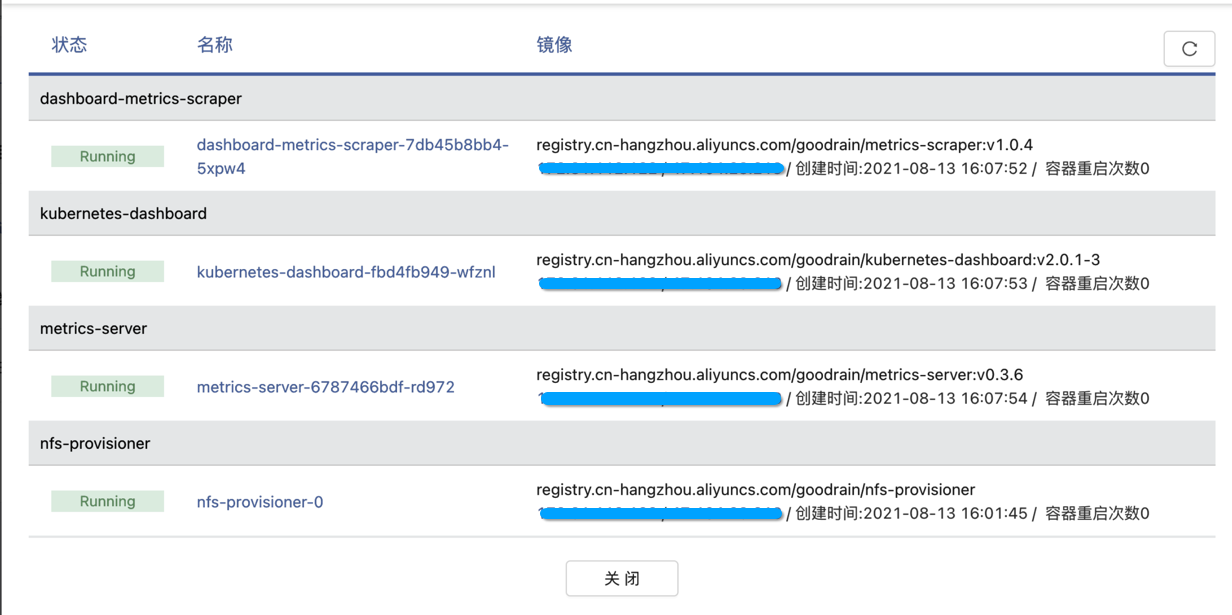 状态 名称 镜像
dashboard-metrics-scraper
Running dashboard-metrics-scraper-7db45b8bb4- registry.cn-hangzhou.aliyuncs.com/goodrain/metrics-scraper:v1.0.4
5xpw4 / 创建时间:2021-08-13 16:07:52 / 容器重启次数0
kubernetes-dashboard
Running kubernetes-dashboard-fbd4fb949-wfznl registry.cn-hangzhou.aliyuncs.com/goodrain/kubernetes-dashboard:v2.0.1-3
/ 创建时间:2021-08-13 16:07:53 / 容器重启次数0
metrics-server
Running metrics-server-6787466bdf-rd972 registry.cn-hangzhou.aliyuncs.com/goodrain/metrics-server:v0.3.6
/ 创建时间:2021-08-13 16:07:54 / 容器重启次数0
nfs-provisioner
Running nfs-provisioner-0 registry.cn-hangzhou.aliyuncs.com/goodrain/nfs-provisioner
/ 创建时间:2021-08-13 16:01:45 / 容器重启次数0
关 闭